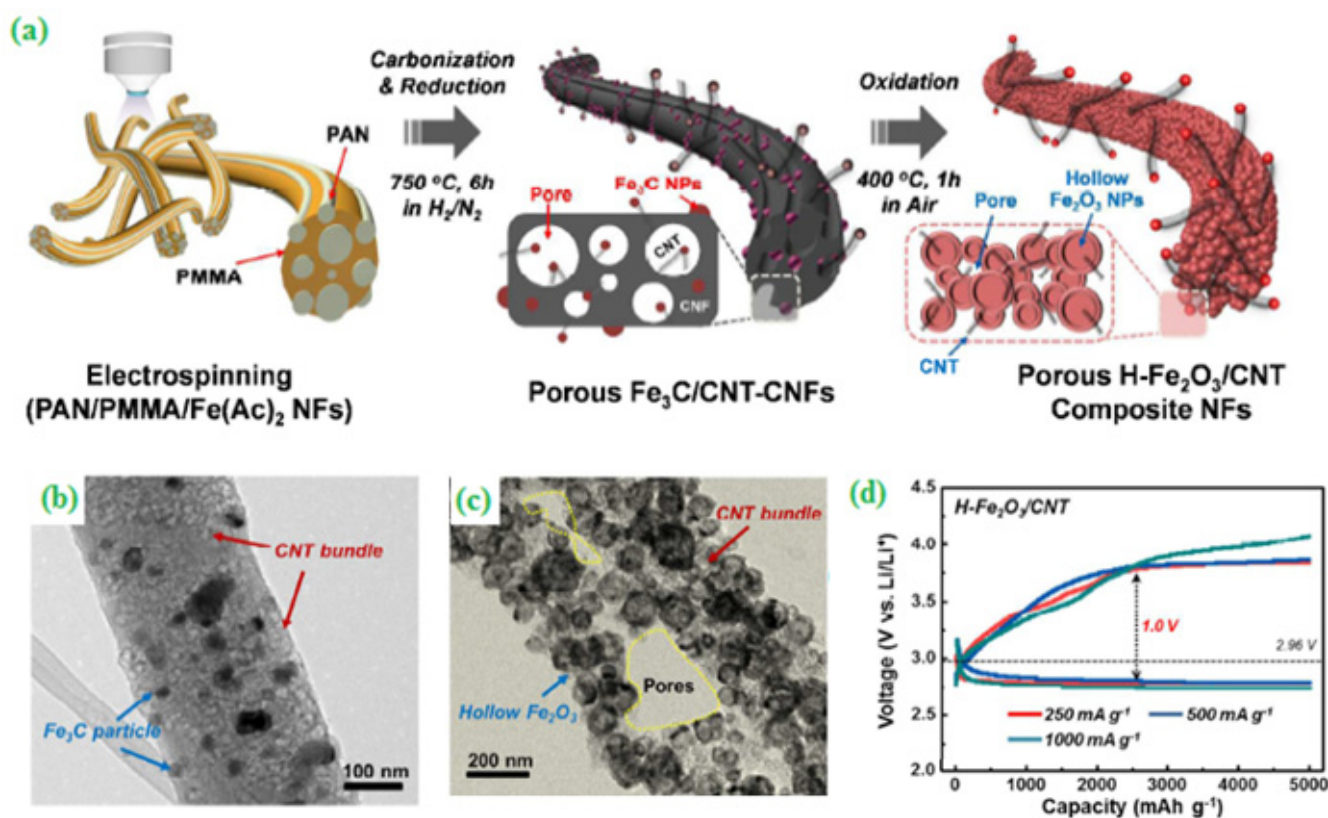 (a)
PAN
PMMA
Electrospinning
(PAN/PMMA/Fe(Ac)₂ NFs)
Carbonization
& Reduction
750 °C, 6h
in H₂/N₂
Pore
Fe₃C NPs
CNT
CNF
Porous Fe₃C/CNT-CNFs
Oxidation
400 °C, 1h
in Air
Pore
Hollow
Fe₂O₃ NPs
CNT
Porous H-Fe₂O₃/CNT
Composite NFs
(b)
CNT bundle
Fe₃C particle
100 nm
(c)
CNT bundle
Pores
Hollow Fe₂O₃
200 nm
(d)
H-Fe₂O₃/CNT
Voltage (V vs. Li/Li⁺)
4.5
4.0
3.5
3.0
2.5
2.0
1.0 V
2.96 V
250 mA g⁻¹
500 mA g⁻¹
1000 mA g⁻¹
0 1000 2000 3000 4000 5000
Capacity (mAh g⁻¹)